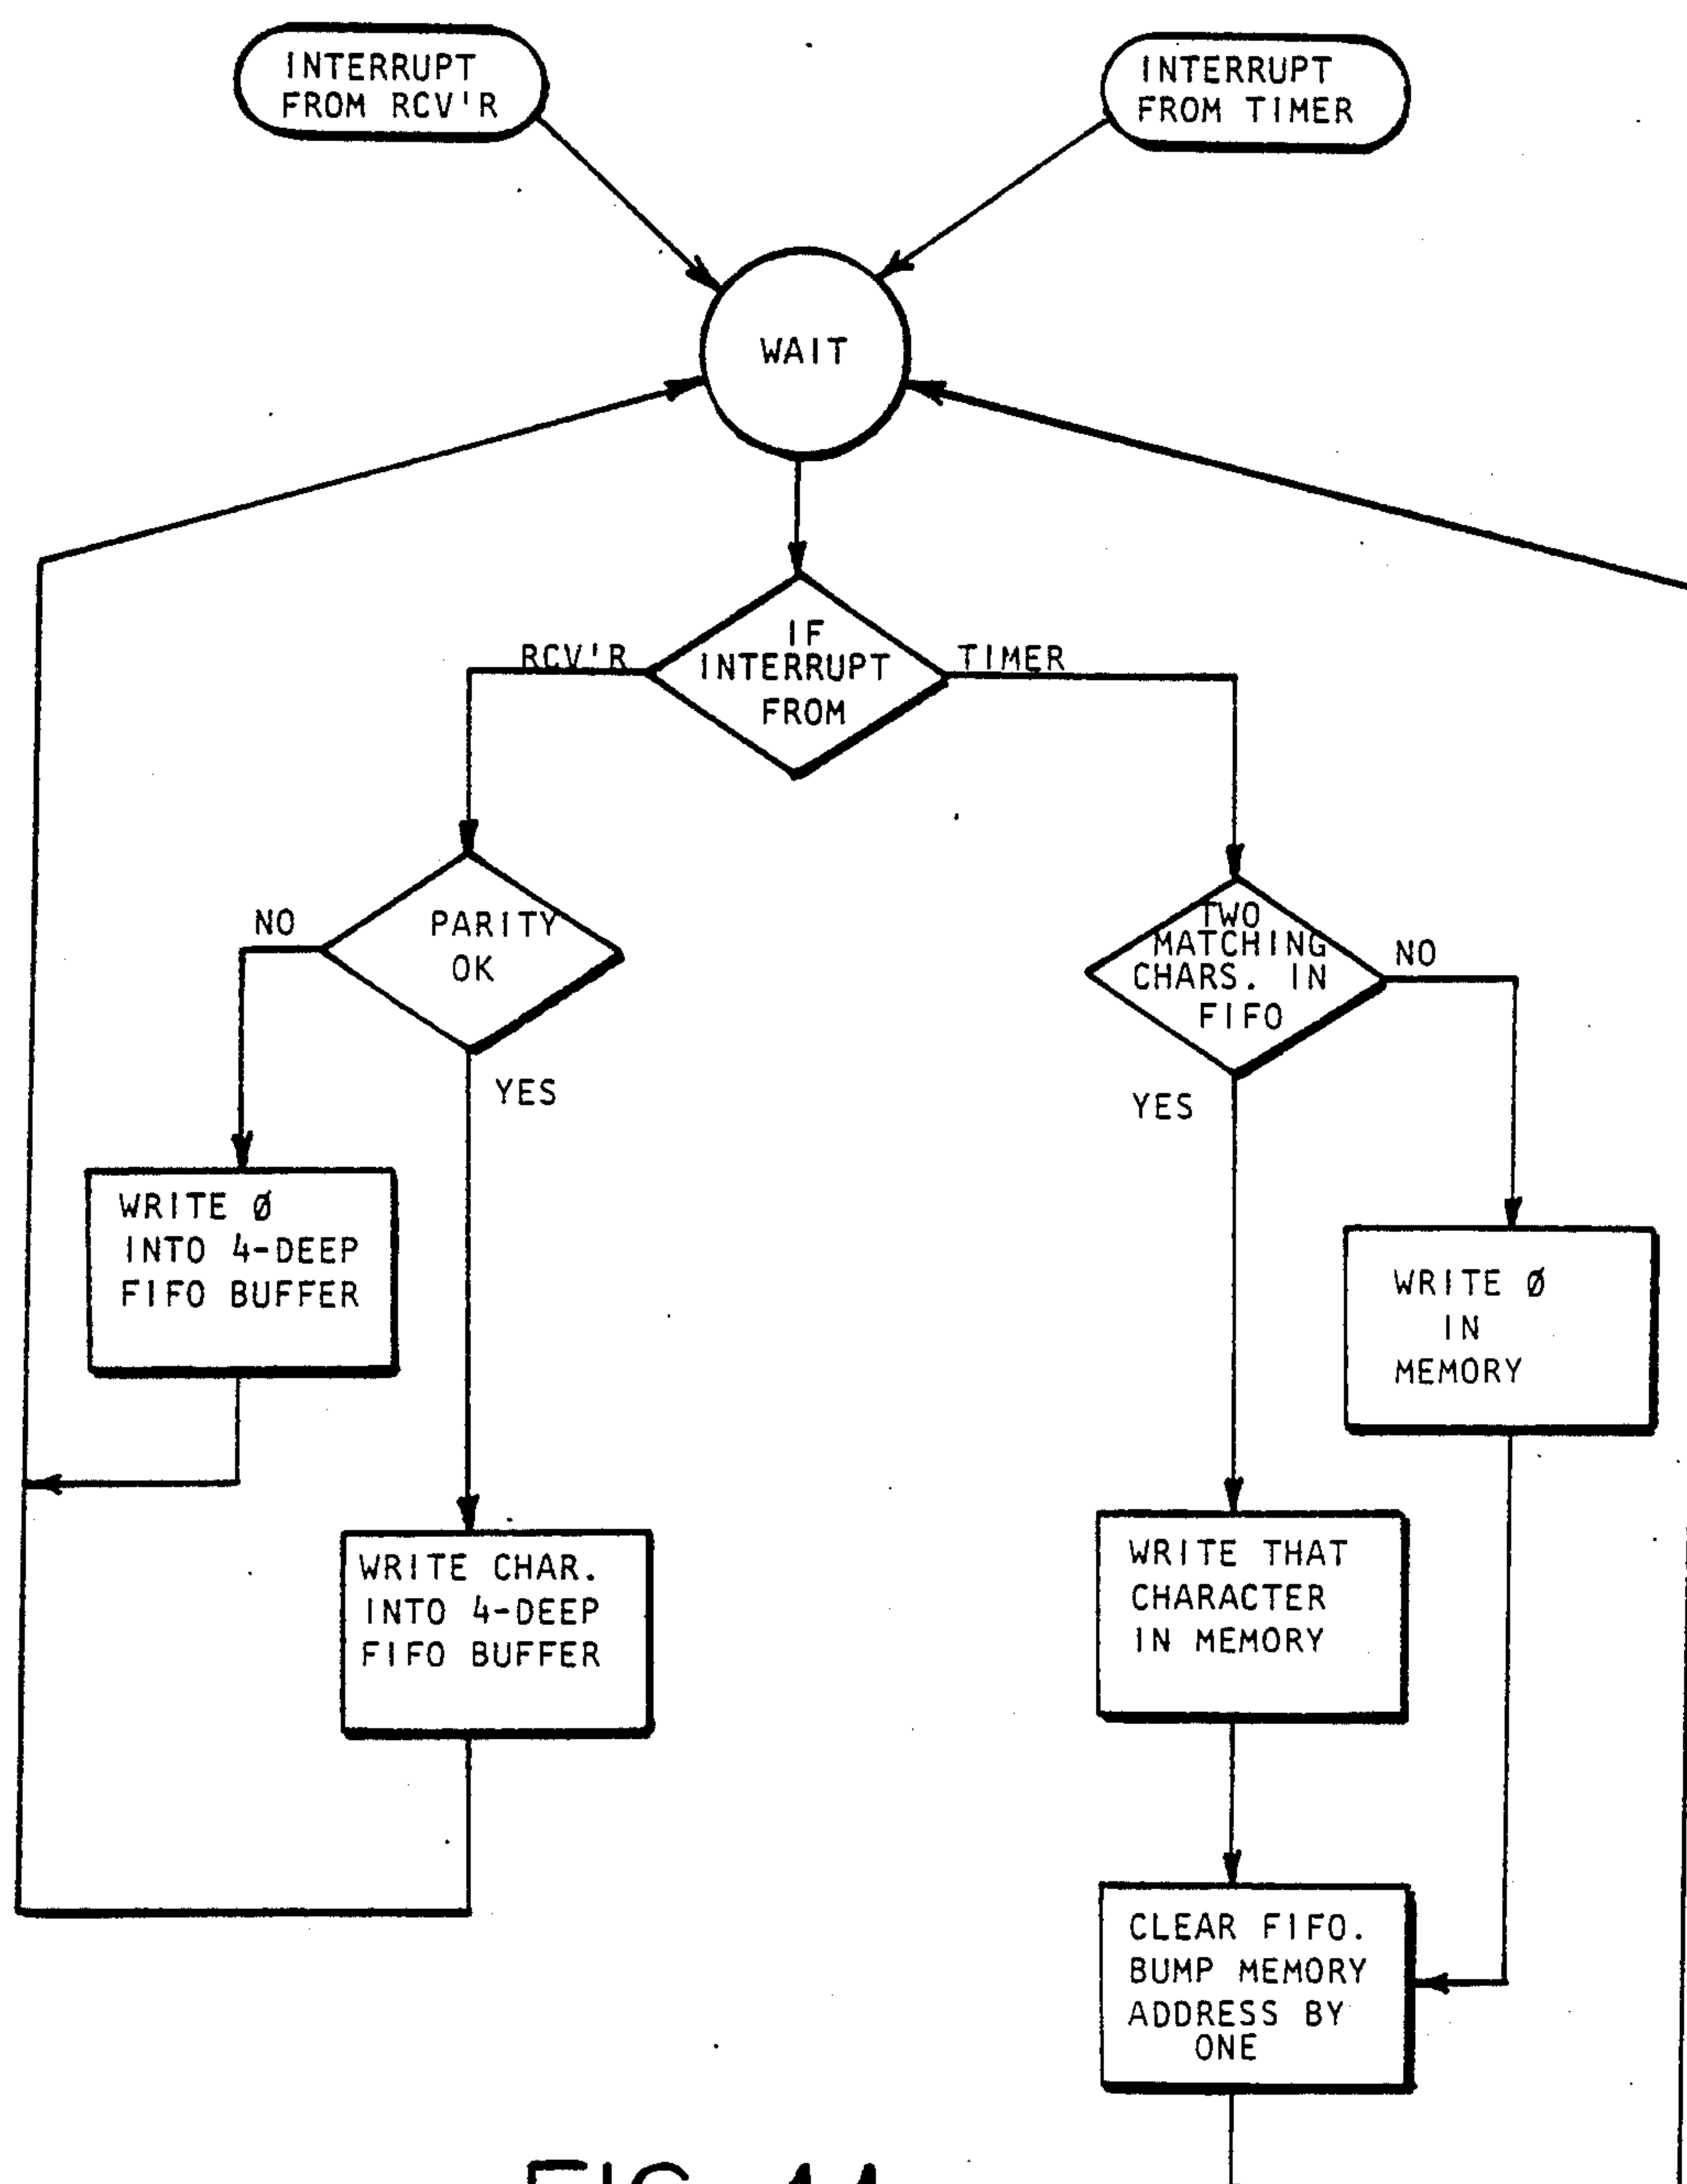 INTERRUPT
FROM RCV'R
INTERRUPT
FROM TIMER
WAIT
IF
INTERRUPT
FROM
RCV'R
TIMER
PARITY
OK
NO
YES
TWO
MATCHING
CHARS. IN
FIFO
NO
YES
WRITE Ø
INTO 4-DEEP
FIFO BUFFER
WRITE Ø
IN
MEMORY
WRITE CHAR.
INTO 4-DEEP
FIFO BUFFER
WRITE THAT
CHARACTER
IN MEMORY
CLEAR FIFO.
BUMP MEMORY
ADDRESS BY
ONE